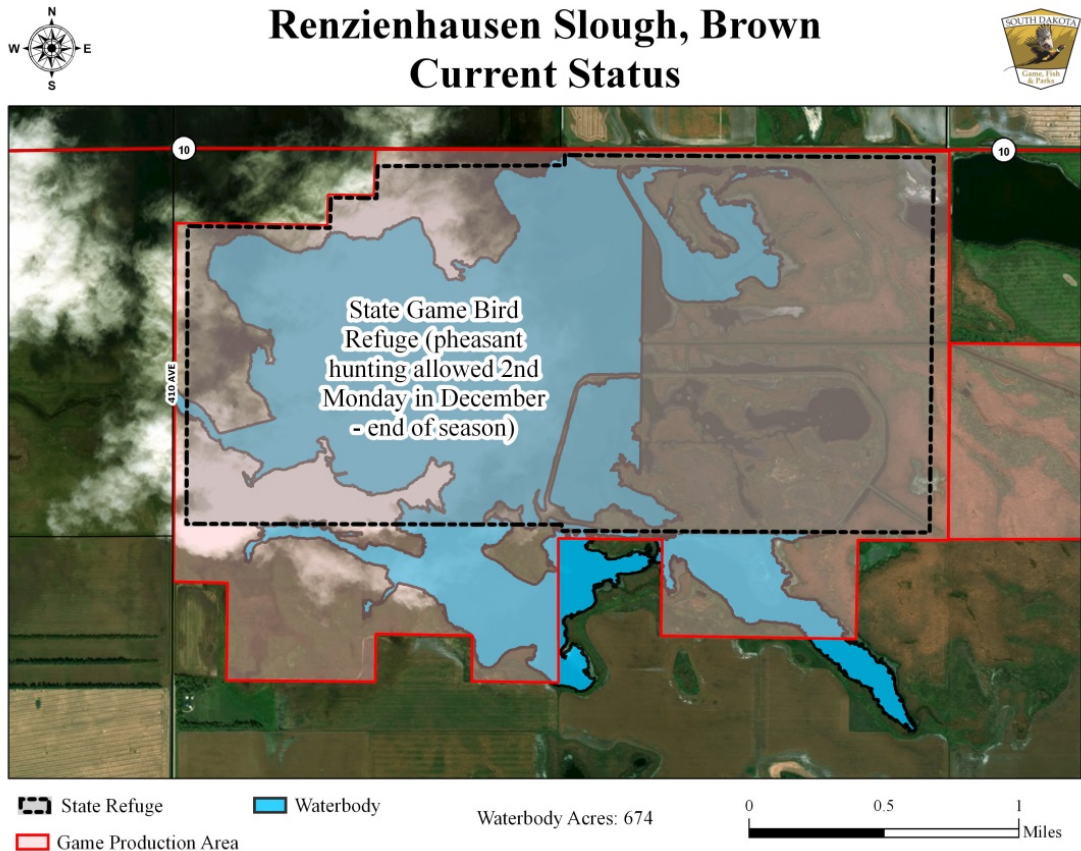 Renzienhausen Slough, Brown
Current Status
N
W E
S
SOUTH DAKOTA
Game, Fish
& Parks
10
10
State Game Bird
Refuge (pheasant
hunting allowed 2nd
Monday in December
- end of season)
410 AVE
State Refuge
Waterbody
Game Production Area
Waterbody Acres: 674
0 0.5 1
Miles